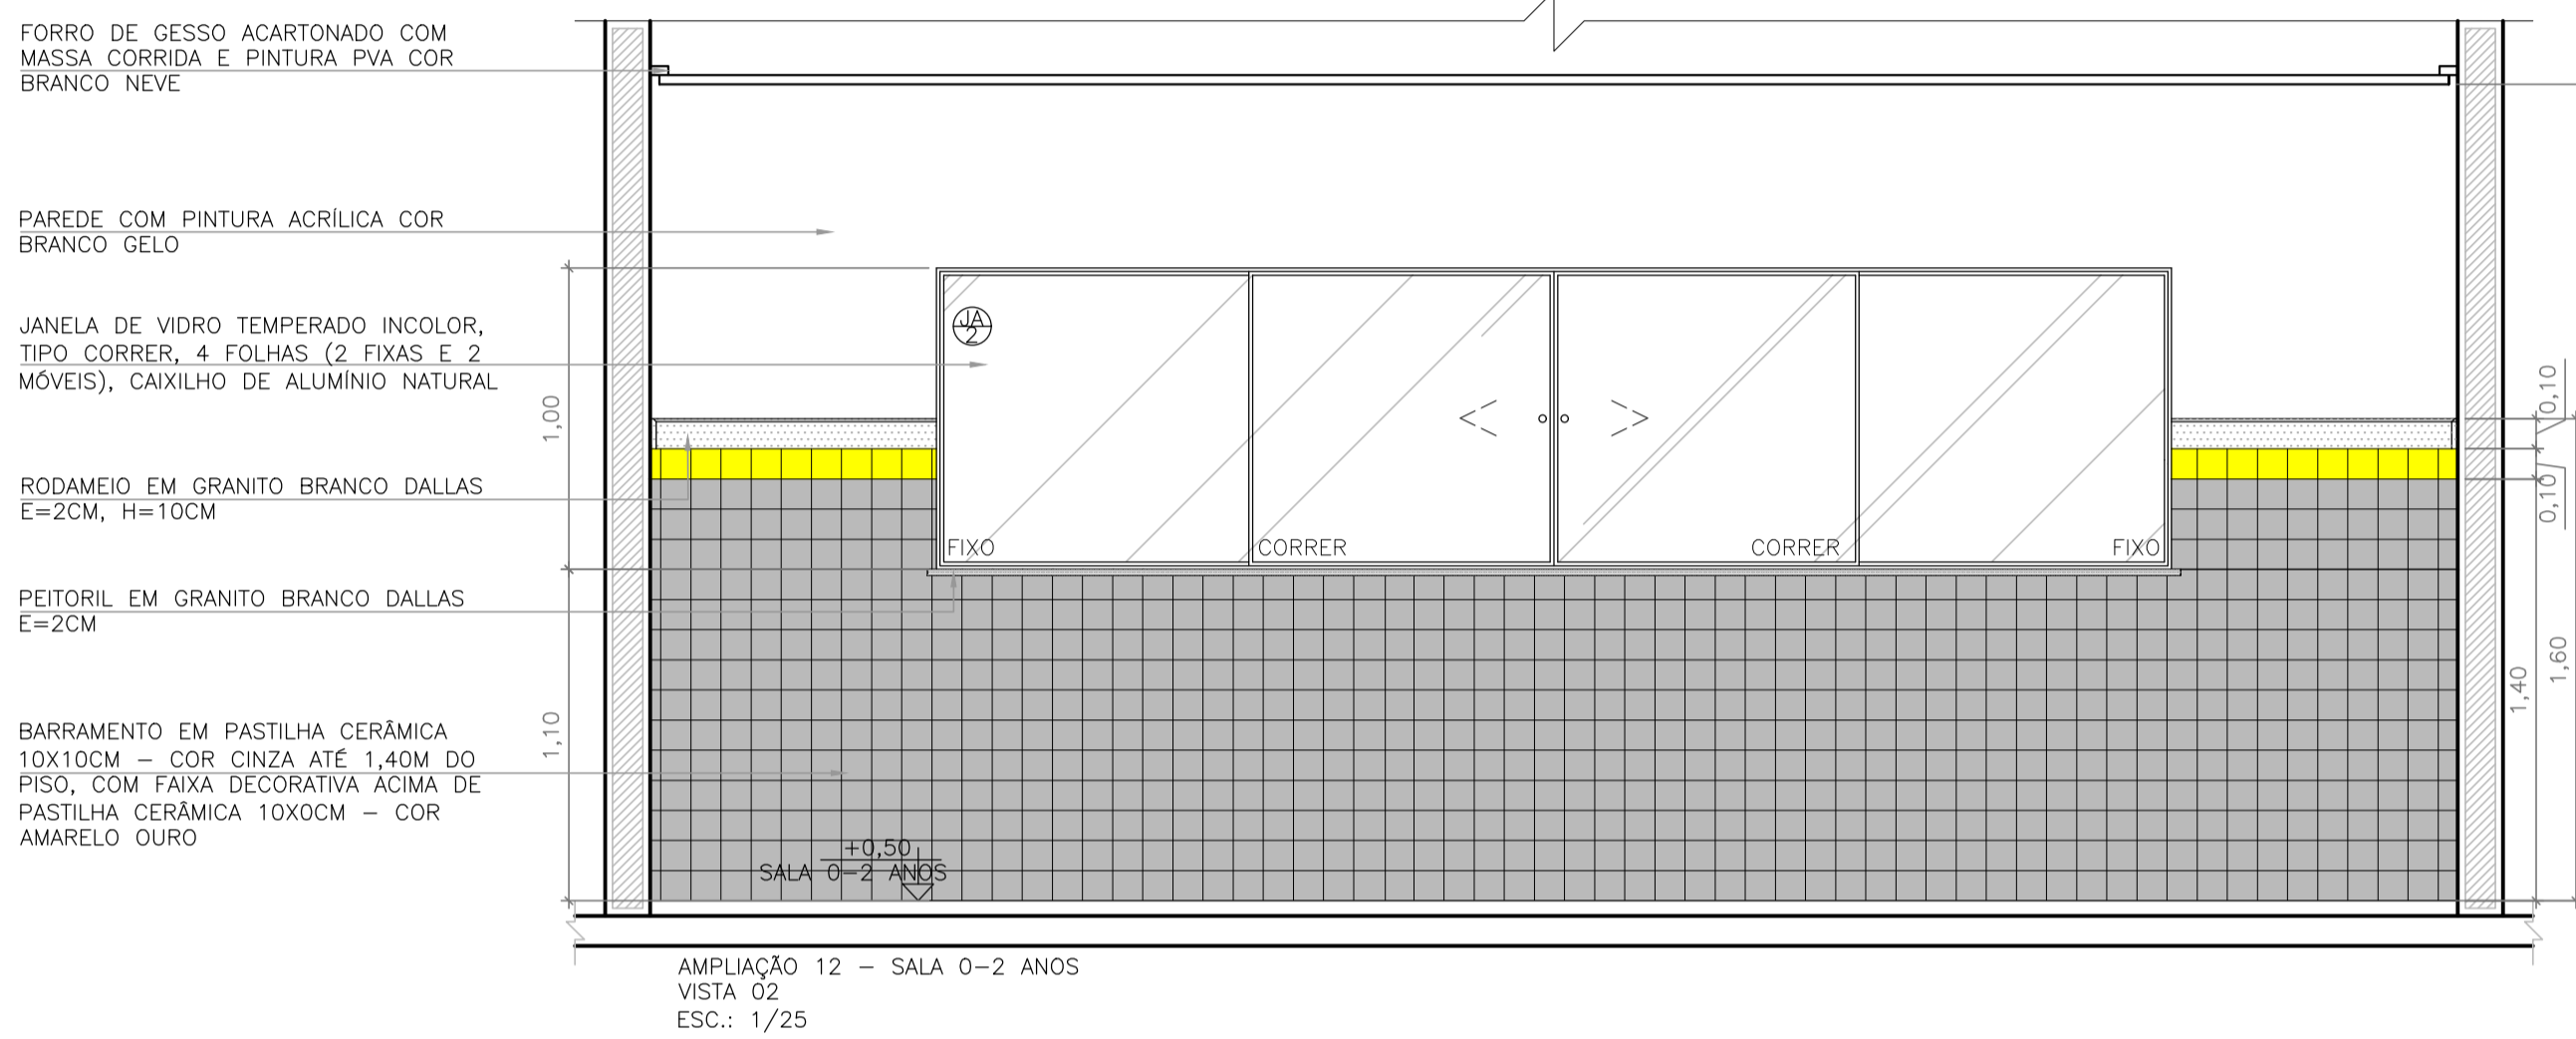 FORRO DE GESSO ACARTONADO COM
MASSA CORRIDA E PINTURA PVA COR
BRANCO NEVE
PAREDE COM PINTURA ACRÍLICA COR
BRANCO GELO
JANELA DE VIDRO TEMPERADO INCOLOR,
TIPO CORRER, 4 FOLHAS (2 FIXAS E 2
MÓVEIS), CAIXILHO DE ALUMÍNIO NATURAL
RODAMEIO EM GRANITO BRANCO DALLAS
E=2CM, H=10CM
PEITORIL EM GRANITO BRANCO DALLAS
E=2CM
BARRAMENTO EM PASTILHA CERÂMICA
10X10CM – COR CINZA ATÉ 1,40M DO
PISO, COM FAIXA DECORATIVA ACIMA DE
PASTILHA CERÂMICA 10X0CM – COR
AMARELO OURO
1,00
1,10
JA
2
FIXO
CORRER
CORRER
FIXO
+0,50
SALA 0-2 ANOS
0,10
0,10
1,40
1,60
AMPLIAÇÃO 12 – SALA 0-2 ANOS
VISTA 02
ESC.: 1/25